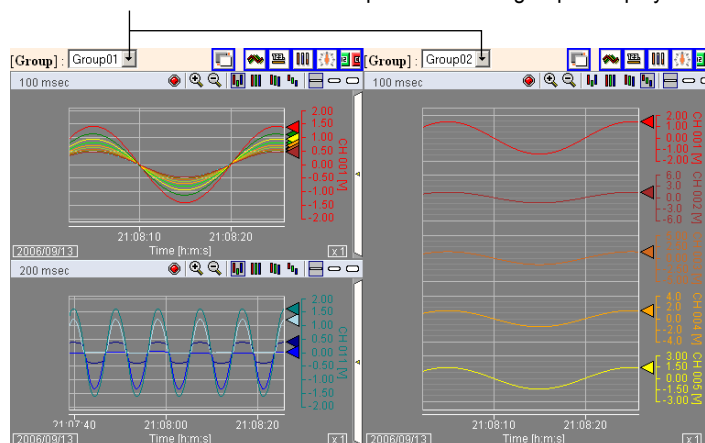 [Group] : Group01
[Group] : Group02
100 msec
2.00
1.00
0.50
0.00
-0.50
-1.00
-1.50
-2.00
CH 001 [V]
21:08:10 21:08:20
2006/09/13 Time [h:m:s] x 1
200 msec
2.00
1.50
1.00
0.50
0.00
-0.50
-1.00
-1.50
-2.00
CH 011 [V]
21:07:40 21:08:00 21:08:20
2006/09/13 Time [h:m:s] x 1
100 msec
2.00
1.00
0.00
-1.00
-2.00
CH 001 [V]
6.0
3.0
0.0
-3.0
-6.0
CH 002 [V]
4.0
2.0
0.0
-2.0
-4.0
CH 004 [V]
3.00
1.50
0.00
-1.50
-3.00
CH 005 [V]
21:08:10 21:08:20
2006/09/13 Time [h:m:s] x 1